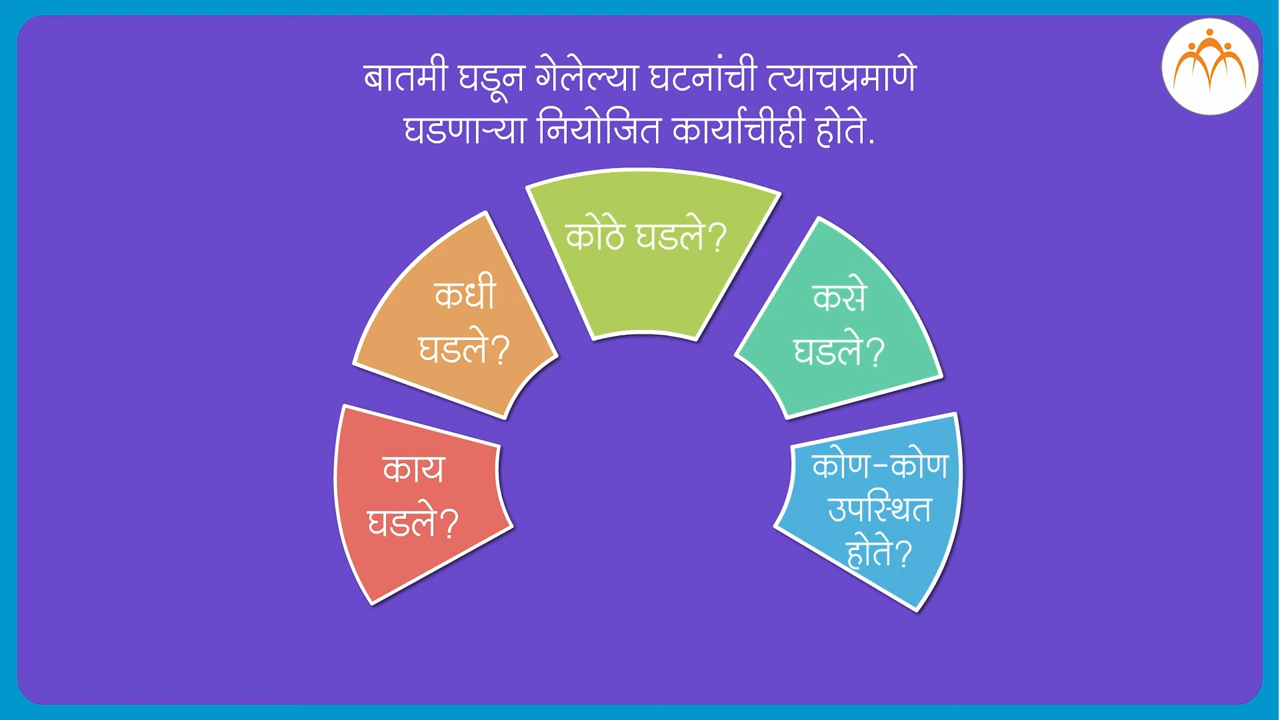 बातमी घडून गेलेल्या घटनांची त्याचप्रमाणे
घडणाऱ्या नियोजित कार्याचीही होते.
काय
घडले?
कधी
घडले?
कोठे घडले?
कसे
घडले?
कोण-कोण
उपस्थित
होते?